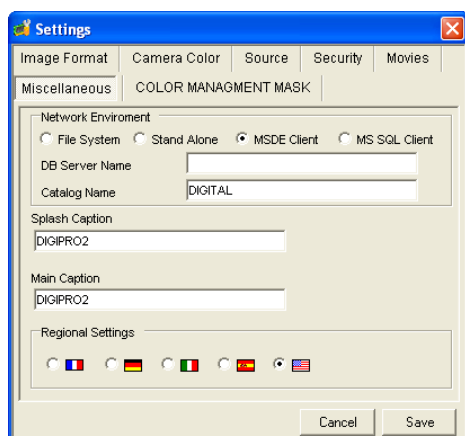 Settings
Image Format Camera Color Source Security Movies
Miscellaneous COLOR MANAGMENT MASK
Network Enviroment
File System Stand Alone MSDE Client MS SQL Client
DB Server Name
Catalog Name DIGITAL
Splash Caption
DIGIPRO2
Main Caption
DIGIPRO2
Regional Settings
Cancel Save